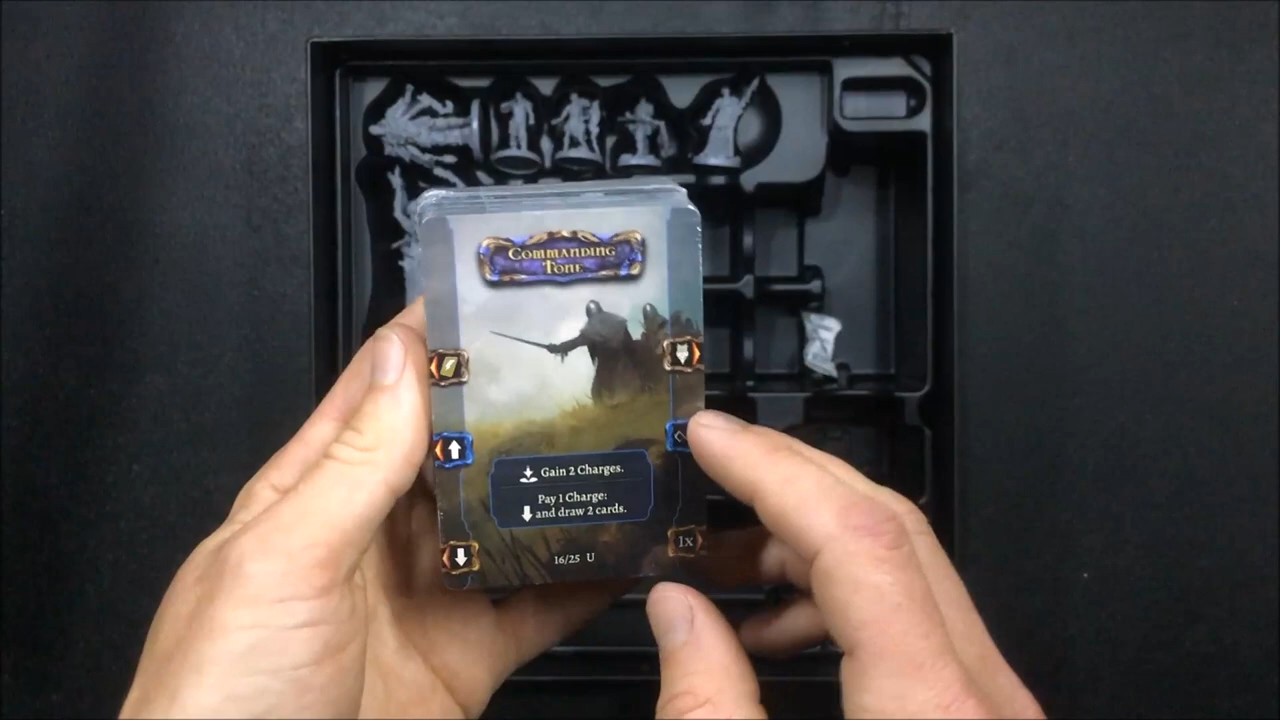 COMMANDING
TONE
Gain 2 Charges.
Pay 1 Charge:
and draw 2 cards.
1x
16/25 U